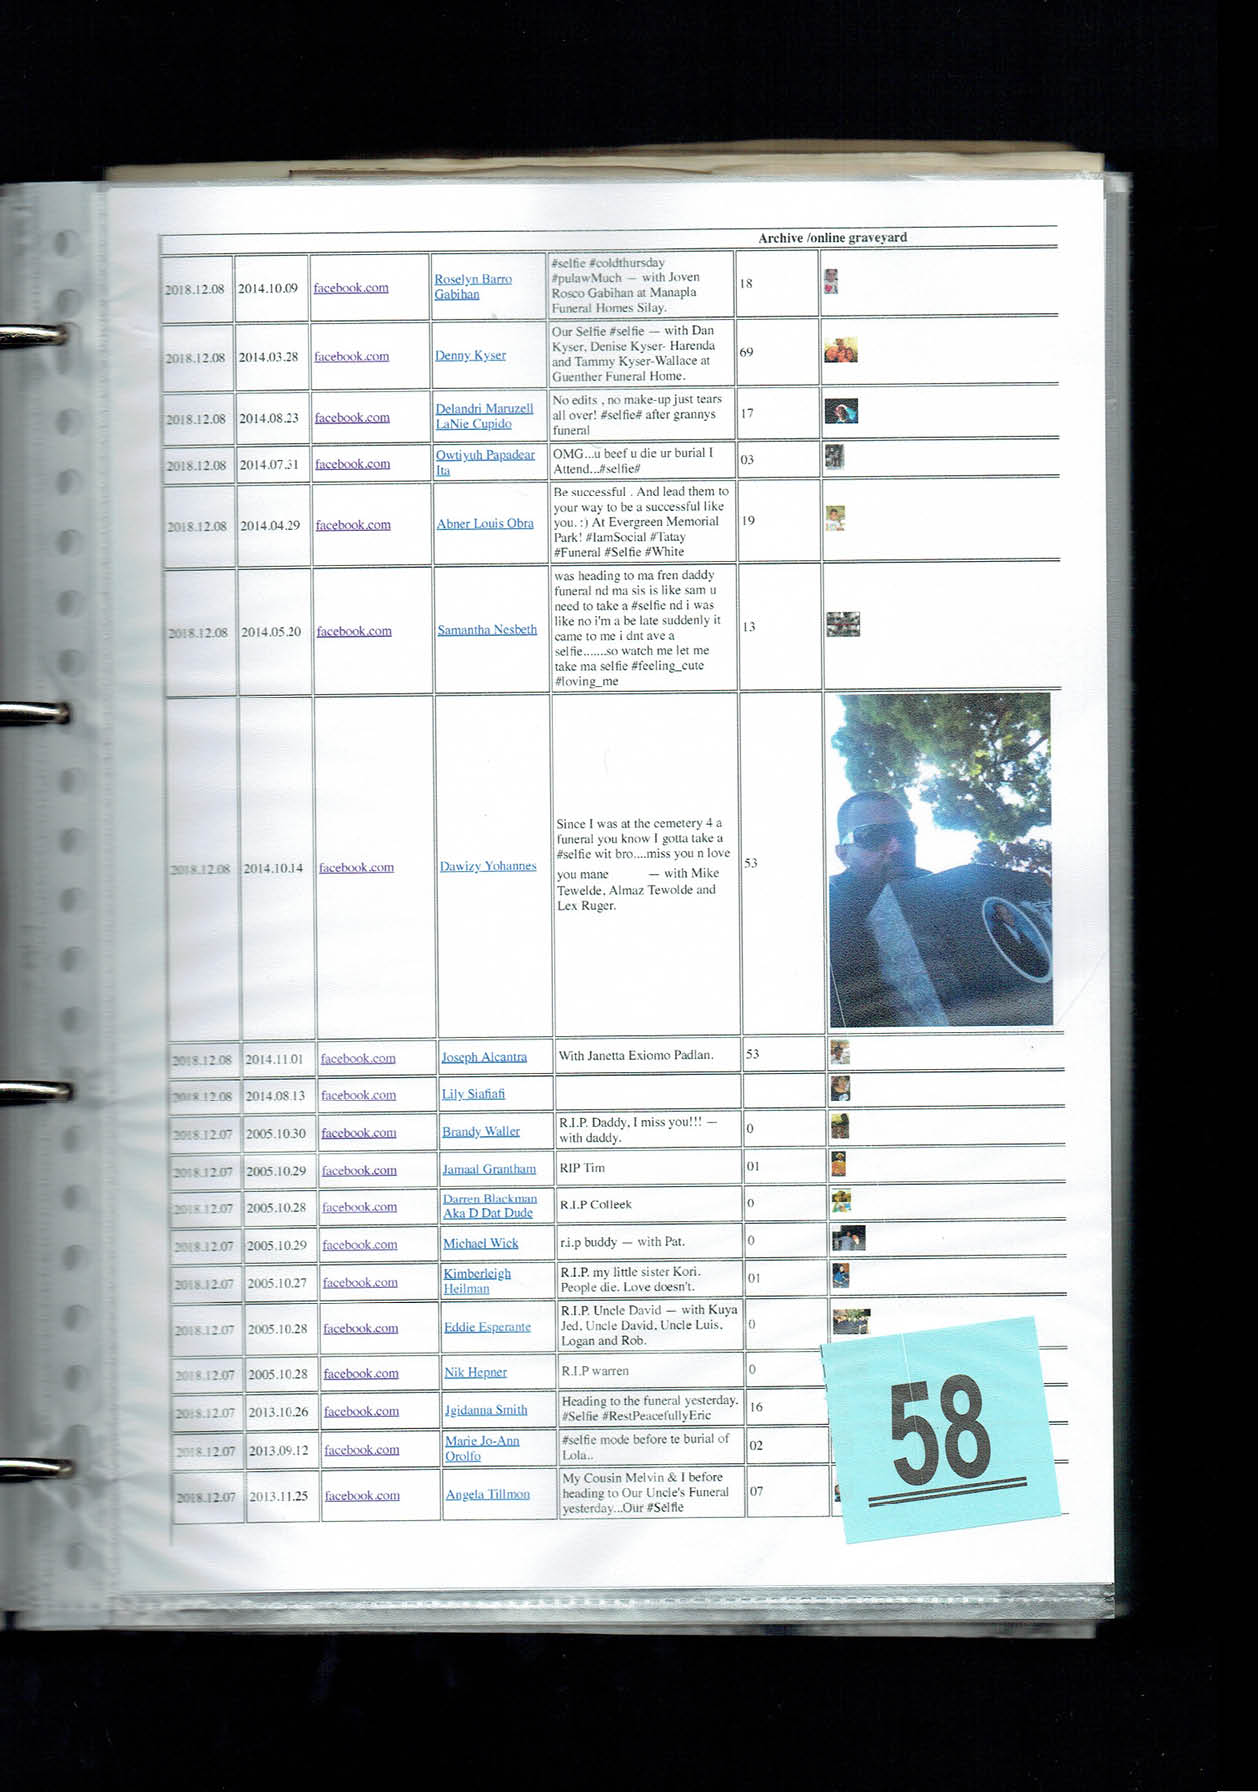 Archive /online graveyard
2018.12.08 2014.10.09 facebook.com Roselyn Barro Gabihan
#selfie #coldthursday
#pulawMuch — with Joven
Rosco Gabihan at Manapla
Funeral Homes Silay.
18
2018.12.08 2014.03.28 facebook.com Denny Kyser
Our Selfie #selfie — with Dan
Kyser, Denise Kyser- Harenda
and Tammy Kyser-Wallace at
Guenther Funeral Home.
69
2018.12.08 2014.08.23 facebook.com Delandri Maruzell
LaNie Cupido
No edits , no make-up just tears
all over! #selfie# after grannys
funeral
17
2018.12.08 2014.07.31 facebook.com Owtiyuh Papadear
Ita
OMG...u beef u die ur burial I
Attend...#selfie#
03
2018.12.08 2014.04.29 facebook.com Abner Louis Obra
Be successful . And lead them to
your way to be a successful like
you. :) At Evergreen Memorial
Park! #IamSocial #Tatay
#Funeral #Selfie #White
19
2018.12.08 2014.05.20 facebook.com Samantha Nesbeth
was heading to ma fren daddy
funeral nd ma sis is like sam u
need to take a #selfie nd i was
like no i'm a be late suddenly it
came to me i dnt ave a
selfie.......so watch me let me
take ma selfie #feeling_cute
#loving_me
13
2018.12.08 2014.10.14 facebook.com Dawizy Yohannes
Since I was at the cemetery 4 a
funeral you know I gotta take a
#selfie wit bro....miss you n love
you mane — with Mike
Tewelde, Almaz Tewolde and
Lex Ruger.
53
2018.12.08 2014.11.01 facebook.com Joseph Alcantra With Janetta Exiomo Padlan. 53
2018.12.08 2014.08.13 facebook.com Lily Siafiafi
2018.12.07 2005.10.30 facebook.com Brandy Waller
R.I.P. Daddy, I miss you!!! —
with daddy.
0
2018.12.07 2005.10.29 facebook.com Jamaal Grantham RIP Tim 01
2018.12.07 2005.10.28 facebook.com Darren Blackman
Aka D Dat Dude
R.I.P Colleek 0
2018.12.07 2005.10.29 facebook.com Michael Wick r.i.p buddy — with Pat. 0
2018.12.07 2005.10.27 facebook.com Kimberleigh
Heilman
R.I.P. my little sister Kori.
People die. Love doesn't.
01
2018.12.07 2005.10.28 facebook.com Eddie Esperante
R.I.P. Uncle David — with Kuya
Jed, Uncle David, Uncle Luis,
Logan and Rob.
0
2018.12.07 2005.10.28 facebook.com Nik Hepner R.I.P warren 0
2018.12.07 2013.10.26 facebook.com Jgidanna Smith
Heading to the funeral yesterday.
#Selfie #RestPeacefullyEric
16
2018.12.07 2013.09.12 facebook.com Marie Jo-Ann
Orolfo
#selfie mode before te burial of
Lola..
02
2018.12.07 2013.11.25 facebook.com Angela Tillmon
My Cousin Melvin & I before
heading to Our Uncle's Funeral
yesterday...Our #Selfie
07
58